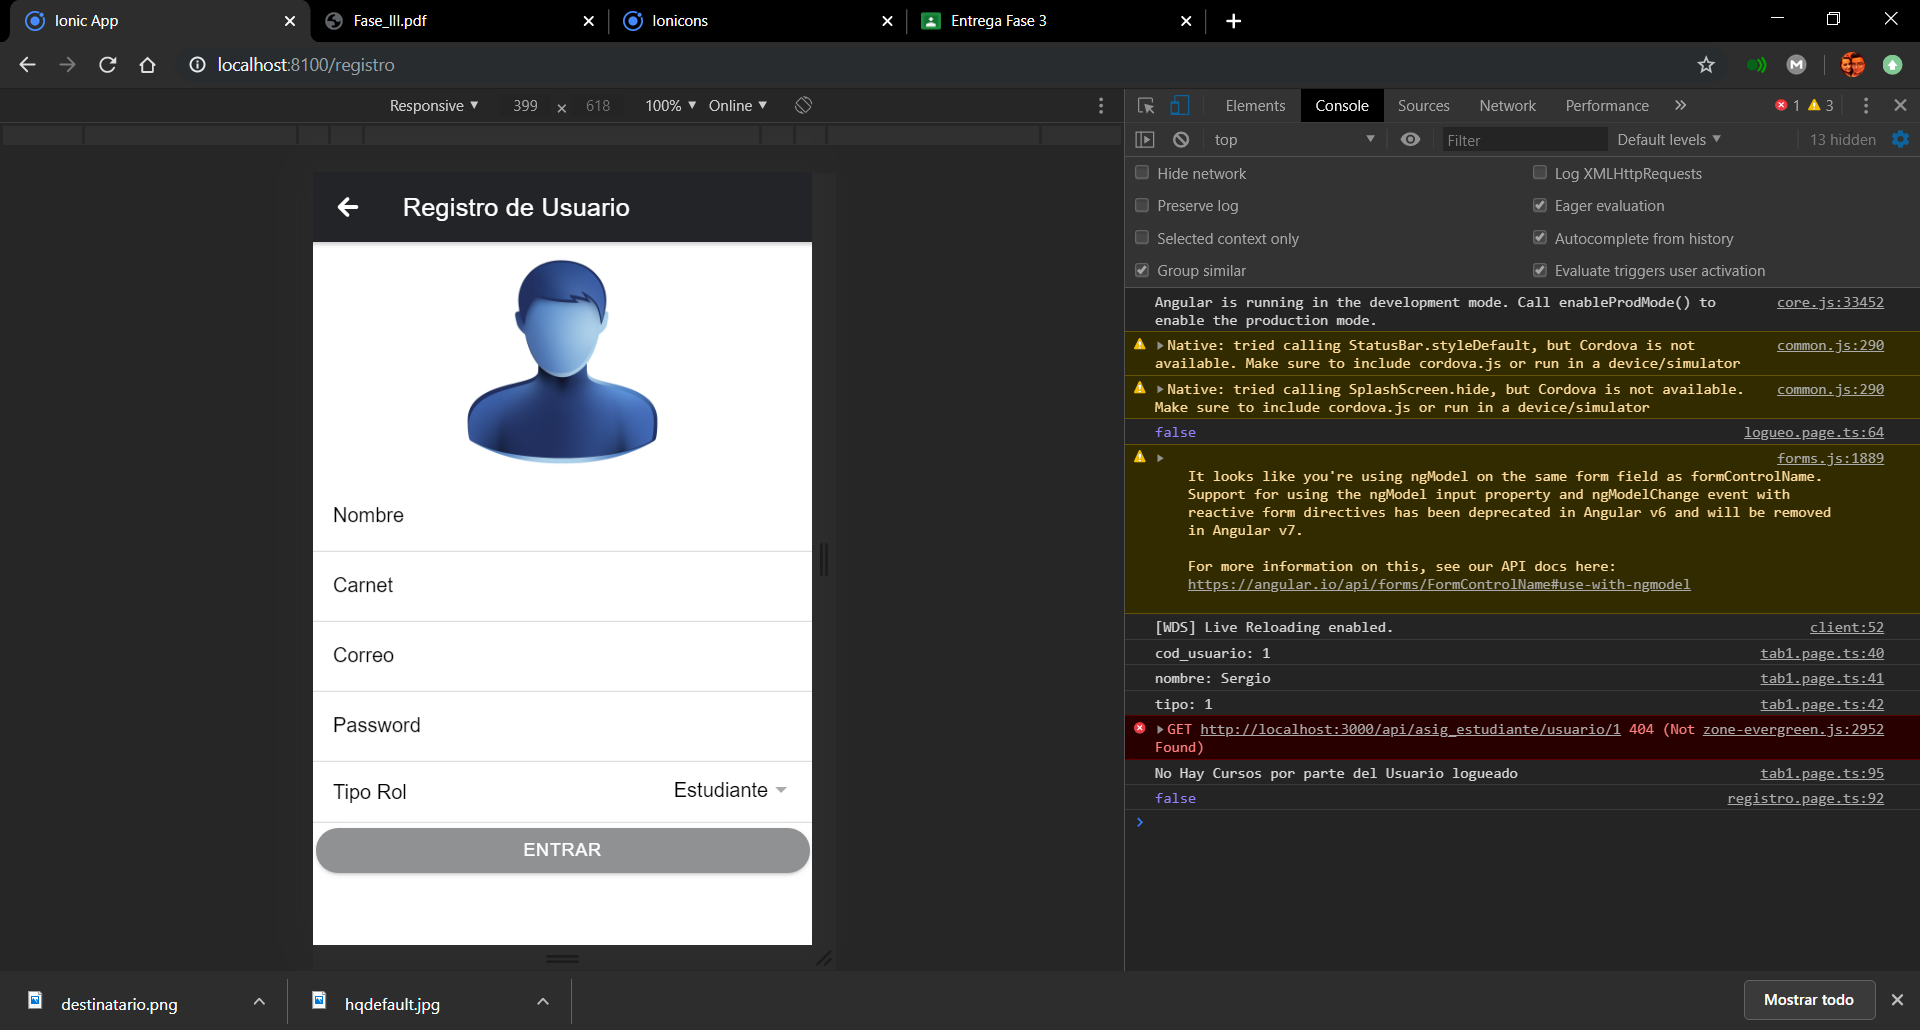 Ionic App
Fase_III.pdf
Ionicons
Entrega Fase 3
localhost:8100/registro
Responsive ▼ 399 × 618 100% ▼ Online ▼
Elements Console Sources Network Performance » 1 3
top Filter Default levels ▼ 13 hidden
Hide network
Log XMLHttpRequests
Preserve log
Eager evaluation
Selected context only
Autocomplete from history
Group similar
Evaluate triggers user activation
Registro de Usuario
Nombre
Carnet
Correo
Password
Tipo Rol Estudiante
ENTRAR
Angular is running in the development mode. Call enableProdMode() to core.js:33452
enable the production mode.
Native: tried calling StatusBar.styleDefault, but Cordova is not common.js:290
available. Make sure to include cordova.js or run in a device/simulator
Native: tried calling SplashScreen.hide, but Cordova is not available. common.js:290
Make sure to include cordova.js or run in a device/simulator
false logueo.page.ts:64
forms.js:1889
It looks like you're using ngModel on the same form field as formControlName.
Support for using the ngModel input property and ngModelChange event with
reactive form directives has been deprecated in Angular v6 and will be removed
in Angular v7.
For more information on this, see our API docs here:
https://angular.io/api/forms/FormControlName#use-with-ngmodel
[WDS] Live Reloading enabled. client:52
cod_usuario: 1 tab1.page.ts:40
nombre: Sergio tab1.page.ts:41
tipo: 1 tab1.page.ts:42
GET http://localhost:3000/api/asig_estudiante/usuario/1 404 (Not zone-evergreen.js:2952
Found)
No Hay Cursos por parte del Usuario logueado tab1.page.ts:95
false registro.page.ts:92
destinatario.png
hqdefault.jpg
Mostrar todo